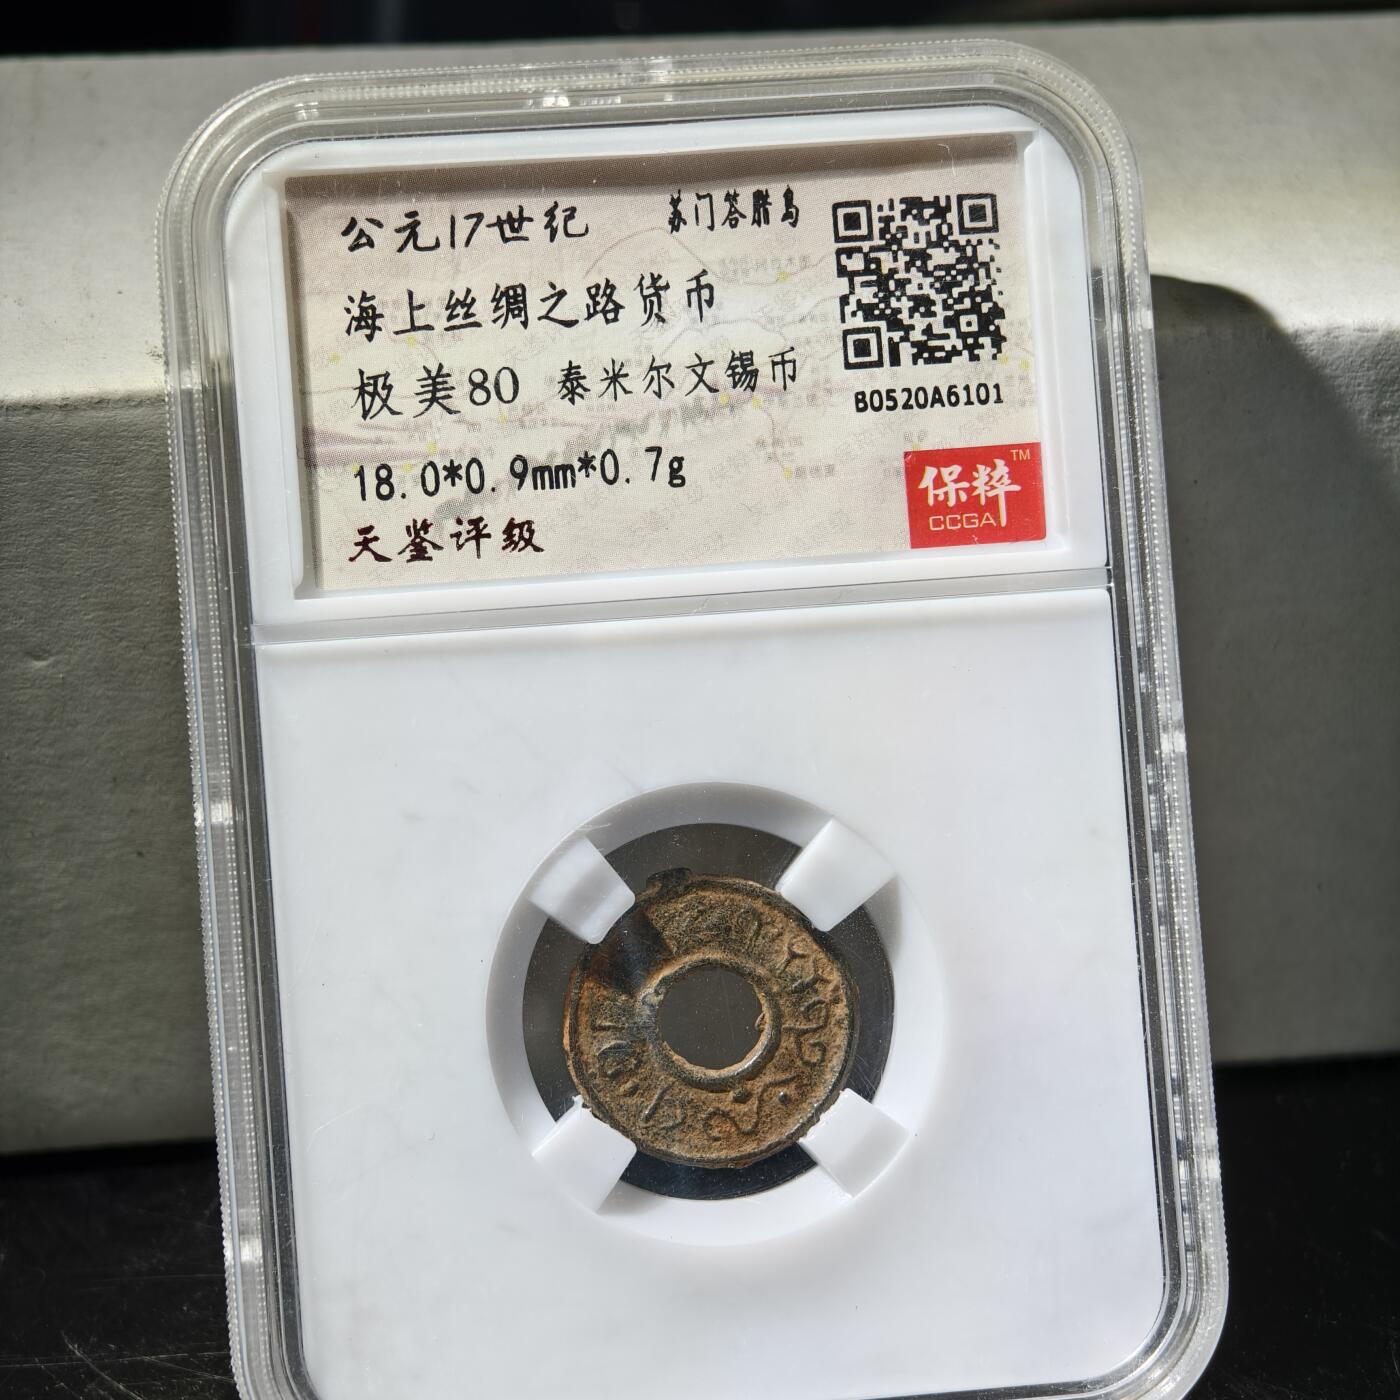 公元17世纪 苏门答腊岛
海上丝绸之路货币
极美80 泰米尔文锡币
18.0*0.9mm*0.7g
天鉴评级
B0520A6101
保粹 TM
CCGA